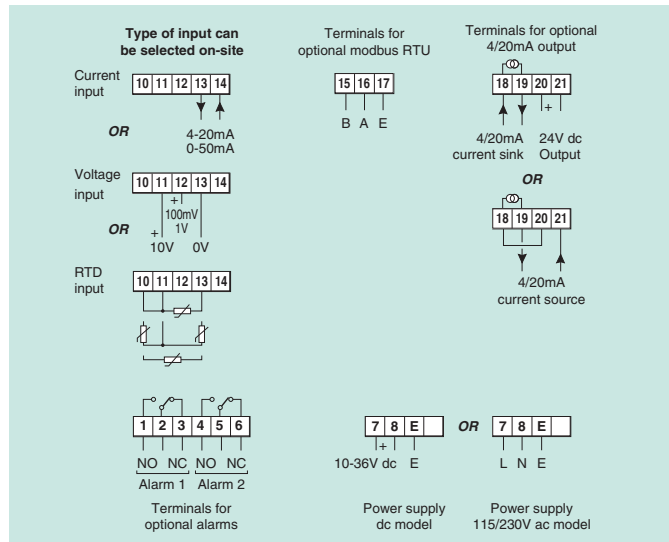 Type of input can
be selected on-site
Current
input
10 11 12 13 14
OR
4-20mA
0-50mA
Voltage
input
10 11 12 13 14
+
100mV
1V
OR
+
10V 0V
RTD
input
10 11 12 13 14
Terminals for
optional modbus RTU
15 16 17
B A E
Terminals for optional
4/20mA output
18 19 20 21
+
4/20mA
current sink
24V dc
Output
OR
18 19 20 21
4/20mA
current source
1 2 3 4 5 6
NO NC NO NC
Alarm 1 Alarm 2
Terminals for
optional alarms
7 8 E
+
10-36V dc E
Power supply
dc model
OR
7 8 E
L N E
Power supply
115/230V ac model